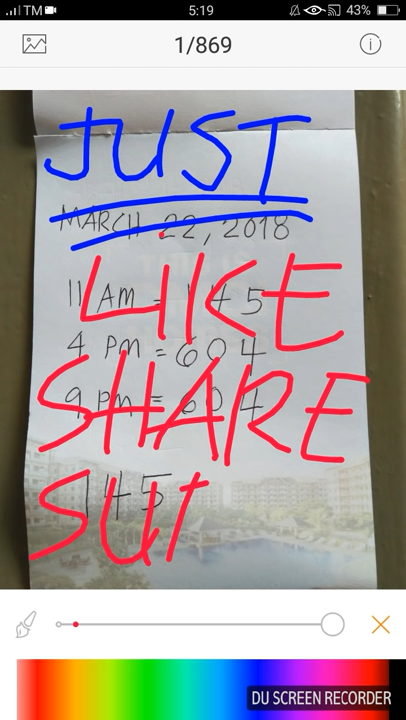 TM 5:19 43%
1/869
JUST
MARCH 22, 2018
11 AM = 145
LIKE
4 PM = 604
SHARE
9 pm = 604
145
DU SCREEN RECORDER